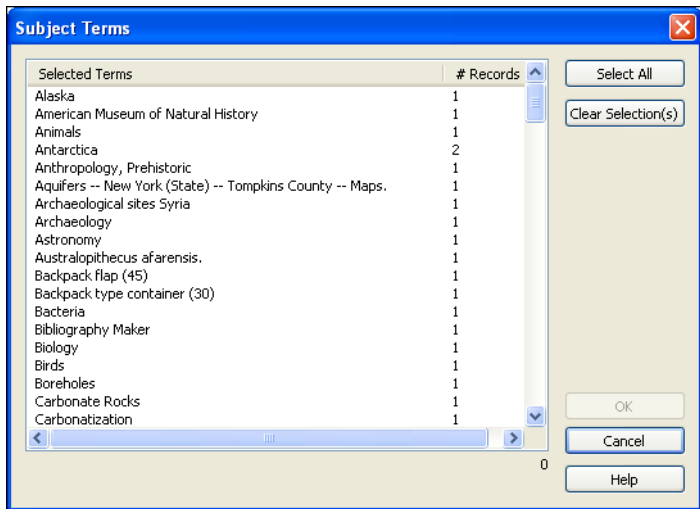 Subject Terms
Selected Terms # Records
Select All
Alaska 1
American Museum of Natural History 1
Clear Selection(s)
Animals 1
Antarctica 2
Anthropology, Prehistoric 1
Aquifers -- New York (State) -- Tompkins County -- Maps. 1
Archaeological sites Syria 1
Archaeology 1
Astronomy 1
Australopithucus afarensis. 1
Backpack flap (45) 1
Backpack type container (30) 1
Bacteria 1
Bibliography Maker 1
Biology 1
Birds 1
Boreholes 1
Carbonate Rocks 1
Carbonatization 1
OK
Cancel
0
Help